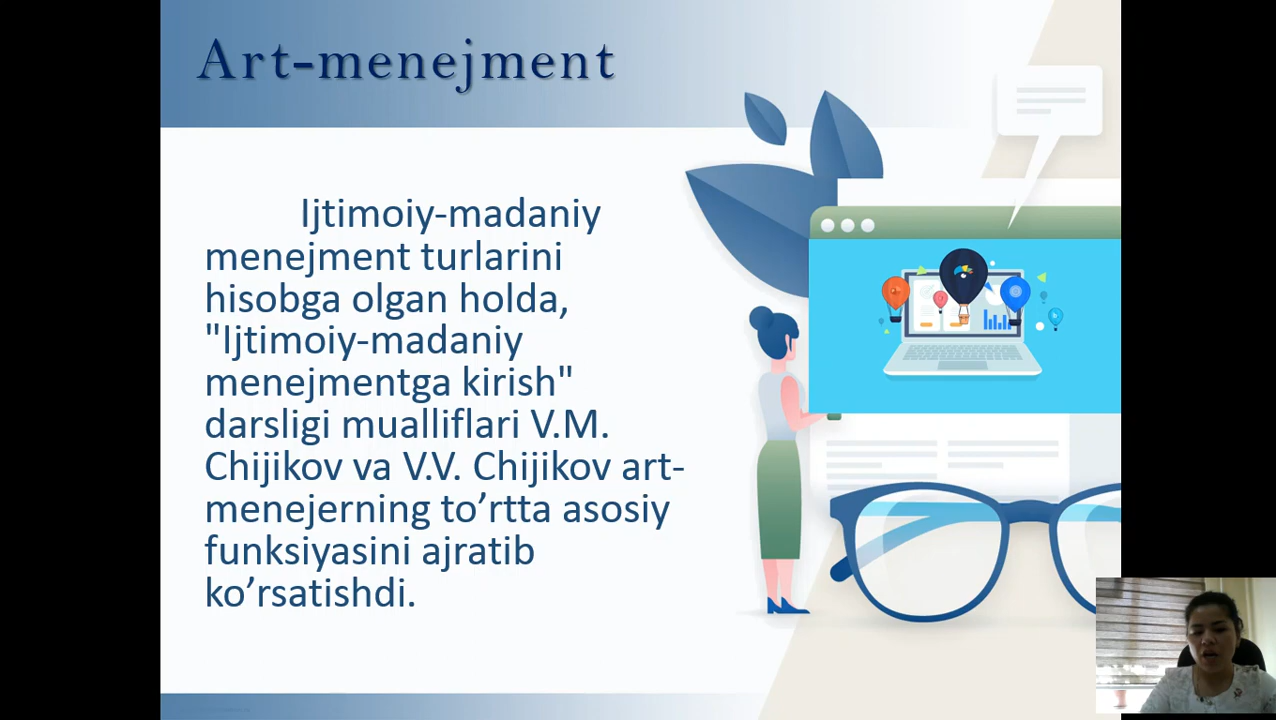 Art-menejment
Ijtimoiy-madaniy
menejment turlarini
hisobga olgan holda,
"Ijtimoiy-madaniy
menejmentga kirish"
darsligi mualliflari V.M.
Chijikov va V.V. Chijikov art-
menejerning to’rtta asosiy
funksiyasini ajratib
ko’rsatishdi.